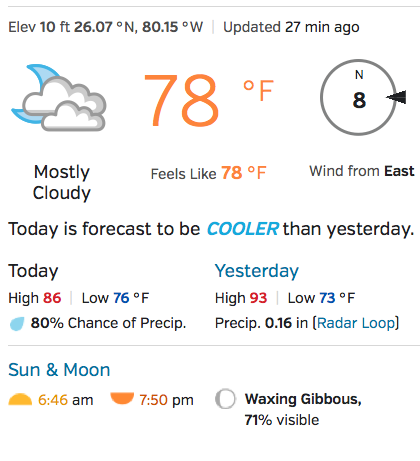 Elev 10 ft 26.07 °N, 80.15 °W | Updated 27 min ago
78 °F
N
8
Mostly
Cloudy
Feels Like 78 °F
Wind from East
Today is forecast to be COOLER than yesterday.
Today
High 86 | Low 76 °F
80% Chance of Precip.
Yesterday
High 93 | Low 73 °F
Precip. 0.16 in (Radar Loop)
Sun & Moon
6:46 am
7:50 pm
Waxing Gibbous,
71% visible